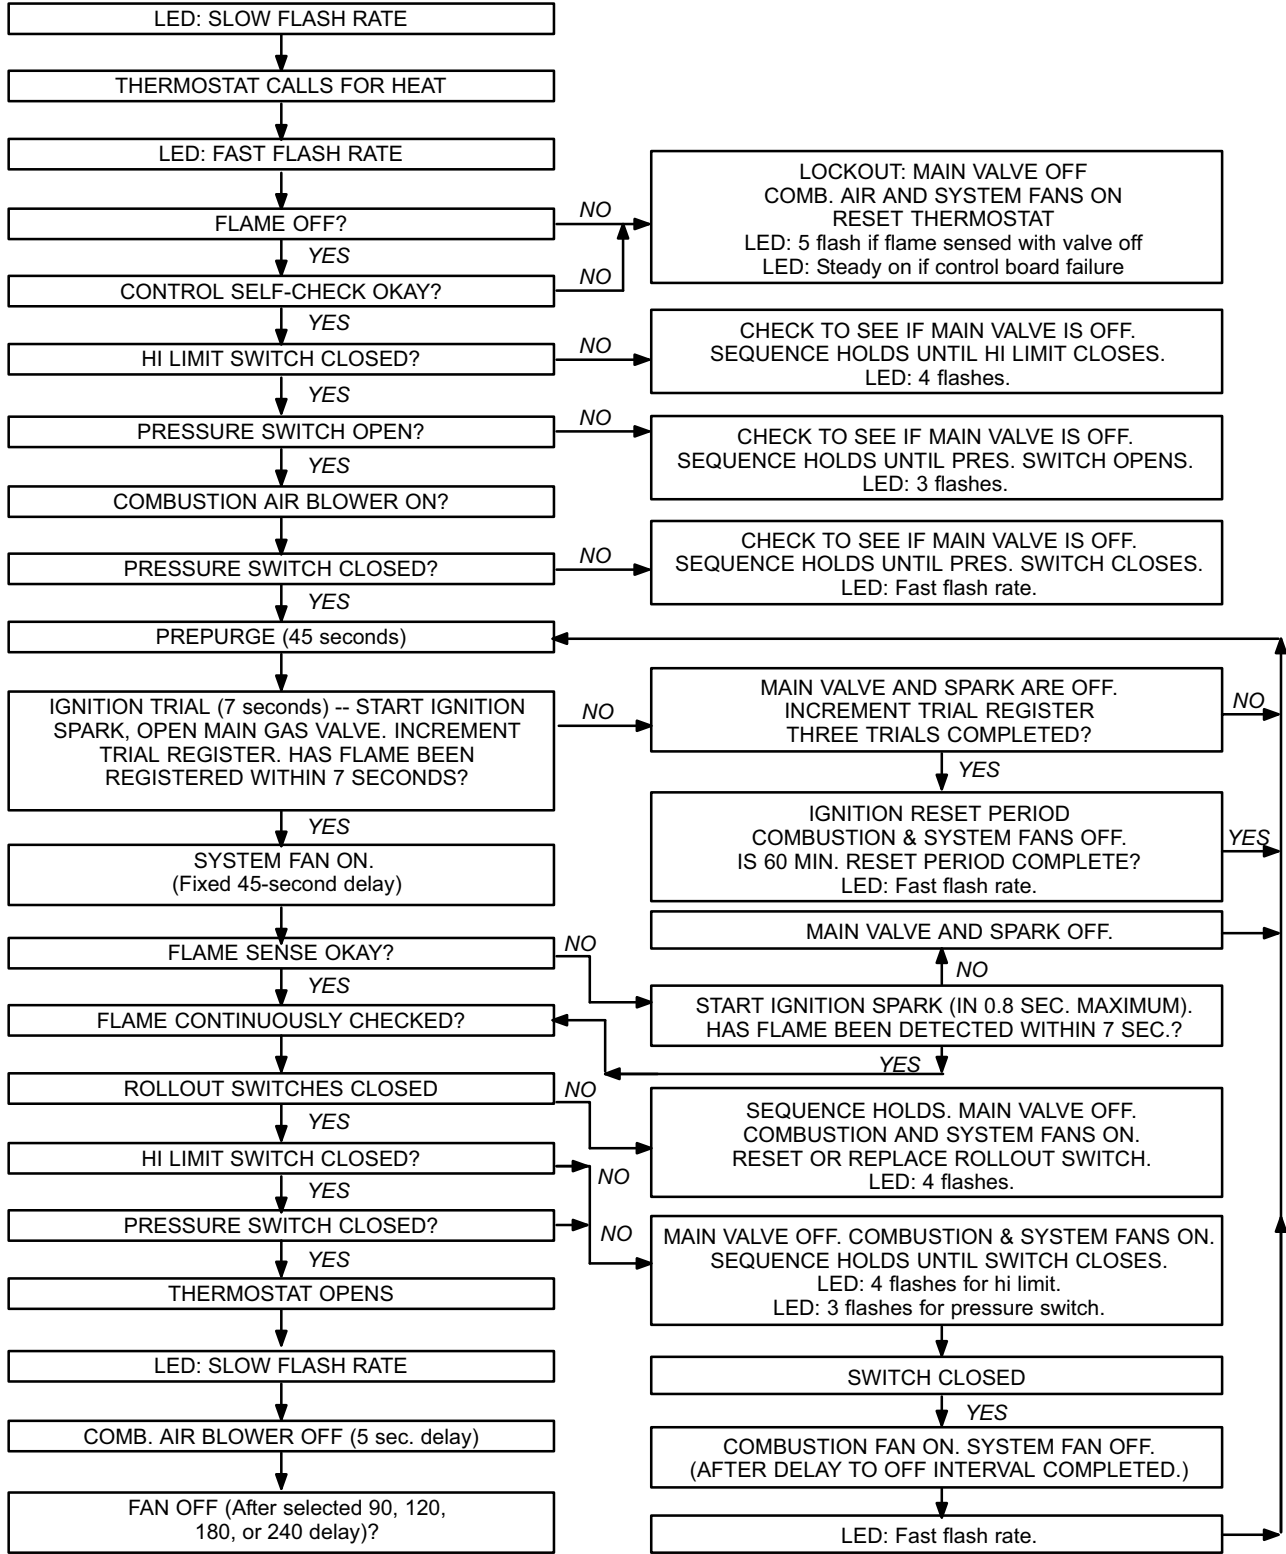 LED: SLOW FLASH RATE
THERMOSTAT CALLS FOR HEAT
LED: FAST FLASH RATE
FLAME OFF?
NO
LOCKOUT: MAIN VALVE OFF
COMB. AIR AND SYSTEM FANS ON
RESET THERMOSTAT
LED: 5 flash if flame sensed with valve off
LED: Steady on if control board failure
YES
CONTROL SELF-CHECK OKAY?
NO
YES
HI LIMIT SWITCH CLOSED?
NO
CHECK TO SEE IF MAIN VALVE IS OFF.
SEQUENCE HOLDS UNTIL HI LIMIT CLOSES.
LED: 4 flashes.
YES
PRESSURE SWITCH OPEN?
NO
CHECK TO SEE IF MAIN VALVE IS OFF.
SEQUENCE HOLDS UNTIL PRES. SWITCH OPENS.
LED: 3 flashes.
YES
COMBUSTION AIR BLOWER ON?
PRESSURE SWITCH CLOSED?
NO
CHECK TO SEE IF MAIN VALVE IS OFF.
SEQUENCE HOLDS UNTIL PRES. SWITCH CLOSES.
LED: Fast flash rate.
YES
PREPURGE (45 seconds)
IGNITION TRIAL (7 seconds) -- START IGNITION
SPARK, OPEN MAIN GAS VALVE. INCREMENT
TRIAL REGISTER. HAS FLAME BEEN
REGISTERED WITHIN 7 SECONDS?
NO
MAIN VALVE AND SPARK ARE OFF.
INCREMENT TRIAL REGISTER
THREE TRIALS COMPLETED?
NO
YES
IGNITION RESET PERIOD
COMBUSTION & SYSTEM FANS OFF.
IS 60 MIN. RESET PERIOD COMPLETE?
LED: Fast flash rate.
YES
YES
SYSTEM FAN ON.
(Fixed 45-second delay)
MAIN VALVE AND SPARK OFF.
FLAME SENSE OKAY?
NO
NO
START IGNITION SPARK (IN 0.8 SEC. MAXIMUM).
HAS FLAME BEEN DETECTED WITHIN 7 SEC.?
YES
YES
FLAME CONTINUOUSLY CHECKED?
ROLLOUT SWITCHES CLOSED
NO
SEQUENCE HOLDS. MAIN VALVE OFF.
COMBUSTION AND SYSTEM FANS ON.
RESET OR REPLACE ROLLOUT SWITCH.
LED: 4 flashes.
YES
HI LIMIT SWITCH CLOSED?
NO
YES
PRESSURE SWITCH CLOSED?
NO
MAIN VALVE OFF. COMBUSTION & SYSTEM FANS ON.
SEQUENCE HOLDS UNTIL SWITCH CLOSES.
LED: 4 flashes for hi limit.
LED: 3 flashes for pressure switch.
YES
THERMOSTAT OPENS
LED: SLOW FLASH RATE
SWITCH CLOSED
YES
COMB. AIR BLOWER OFF (5 sec. delay)
COMBUSTION FAN ON. SYSTEM FAN OFF.
(AFTER DELAY TO OFF INTERVAL COMPLETED.)
FAN OFF (After selected 90, 120,
180, or 240 delay)?
LED: Fast flash rate.